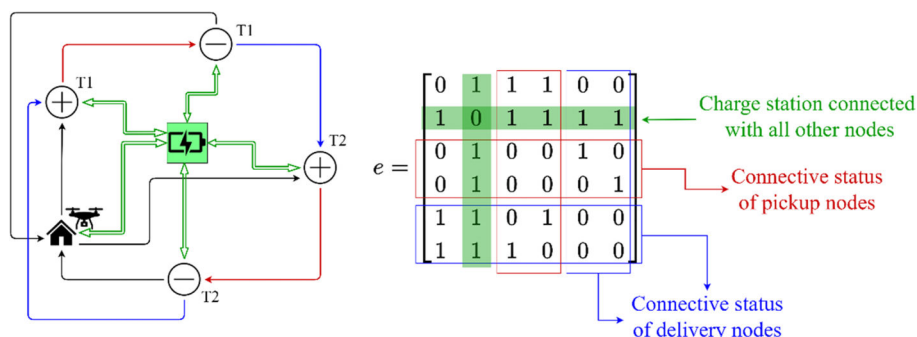 T1
T1
T2
T2
e =
0 1 1 1 0 0
1 0 1 1 1 1
0 1 0 0 1 0
0 1 0 0 0 1
1 1 0 1 0 0
1 1 1 0 0 0
Charge station connected
with all other nodes
Connective status
of pickup nodes
Connective status
of delivery nodes